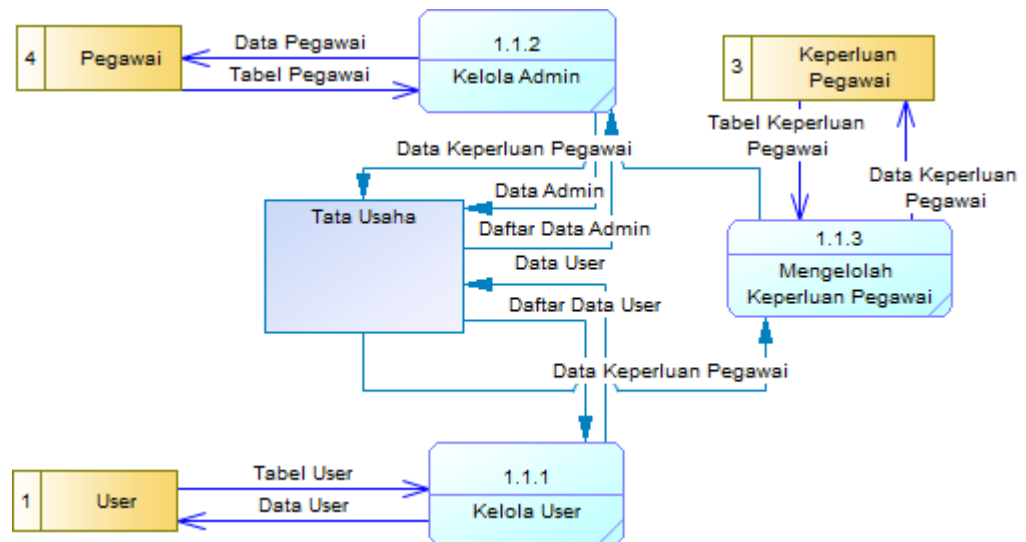 4
Pegawai
Data Pegawai
Tabel Pegawai
1.1.2
Kelola Admin
3
Keperluan
Pegawai
Tabel Keperluan
Pegawai
Data Keperluan
Pegawai
Data Keperluan Pegawai
Data Admin
Tata Usaha
Daftar Data Admin
Data User
Daftar Data User
1.1.3
Mengelolah
Keperluan Pegawai
Data Keperluan Pegawai
1
User
Tabel User
Data User
1.1.1
Kelola User